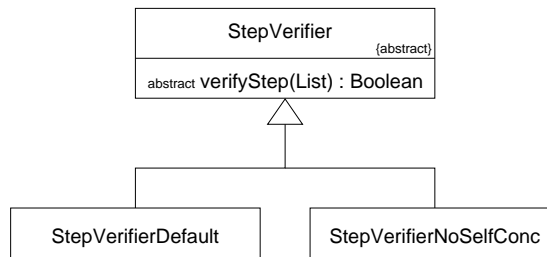 StepVerifier
{abstract}
abstract verifyStep(List) : Boolean
StepVerifierDefault
StepVerifierNoSelfConc